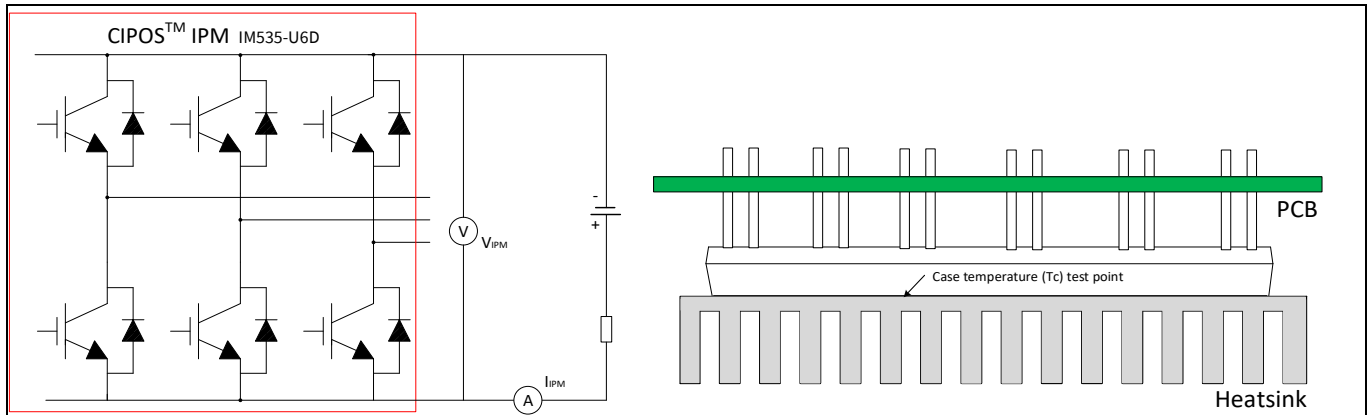 CIPOS™ IPM IM535-U6D
-
+
V
VIPM
IIPM
A
PCB
Case temperature (Tc) test point
Heatsink